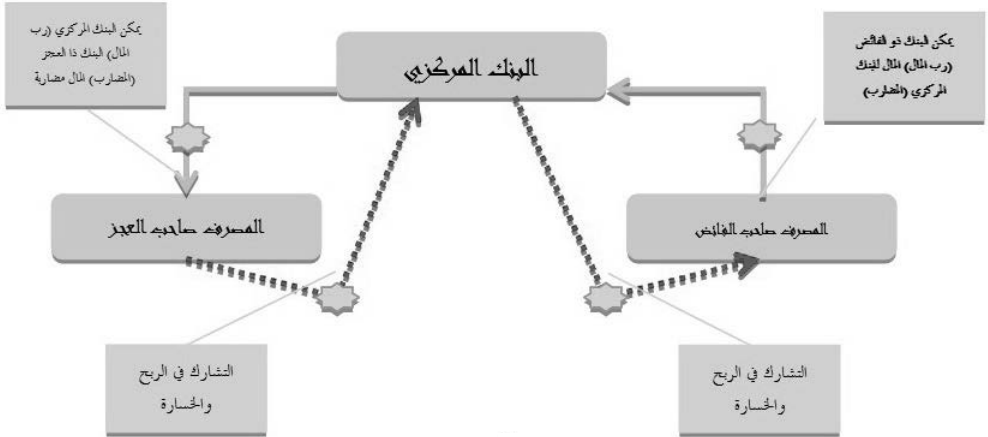 يمكن البنك ذو الفائض
(رب المال) المال للبنك
المركزي (المضارب)
البنك المركزي
يمكن البنك المركزي (رب
المال) البنك ذا العجز
(المضارب) المال مضاربة
المصرف صاحب الفائض
المصرف صاحب العجز
التشارك في الربح
والخسارة
التشارك في الربح
والخسارة